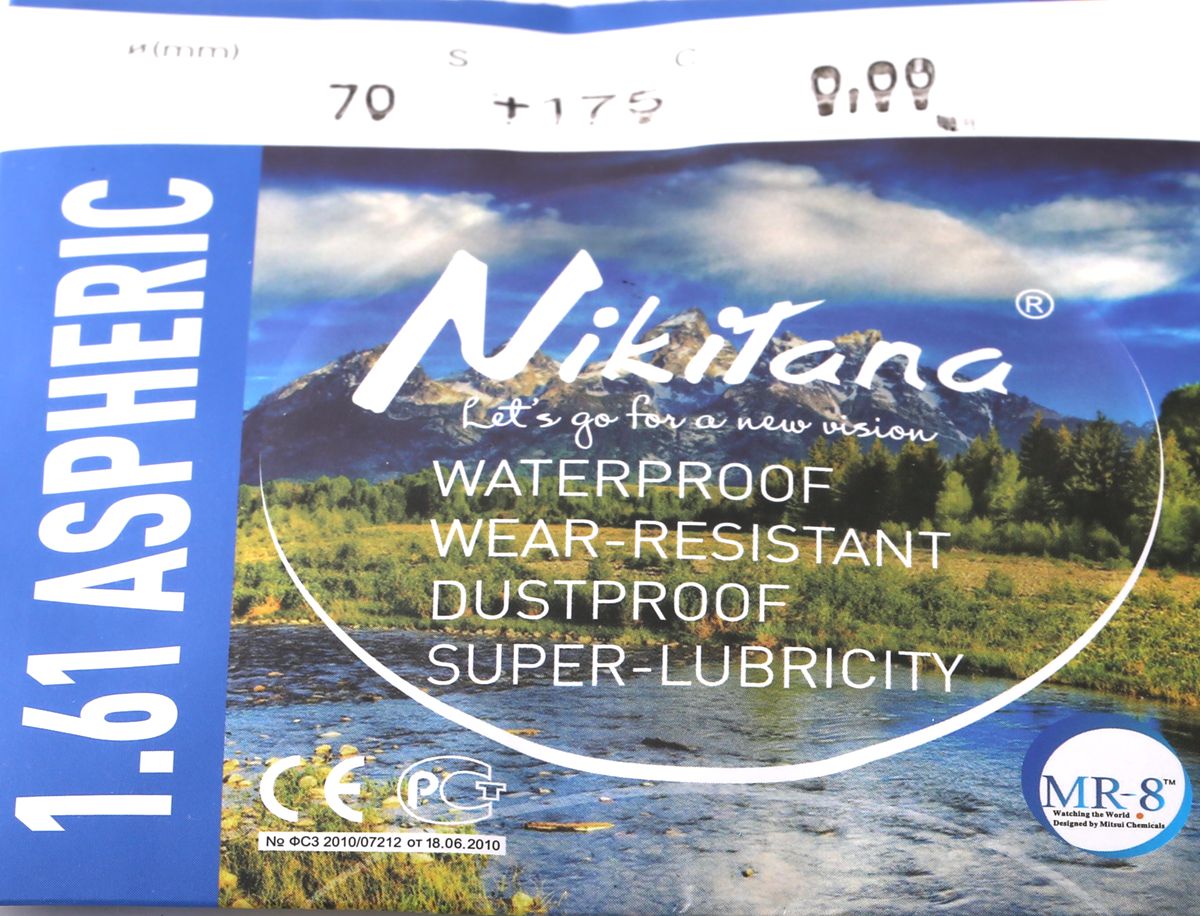 ø(mm) S C
70 +175 0,00
1.61 ASPHERIC
Nikitana ®
Let's go for a new vision
WATERPROOF
WEAR-RESISTANT
DUSTPROOF
SUPER-LUBRICITY
CE РСТ
№ ФСЗ 2010/07212 от 18.06.2010
MR-8™
Watching the World
Designed by Mitsui Chemicals